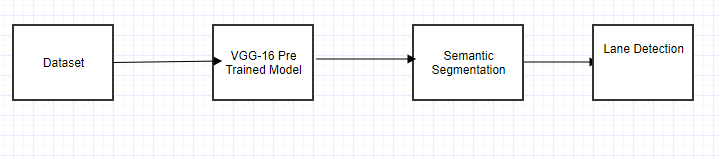 Dataset
VGG-16 Pre
Trained Model
Semantic
Segmentation
Lane Detection